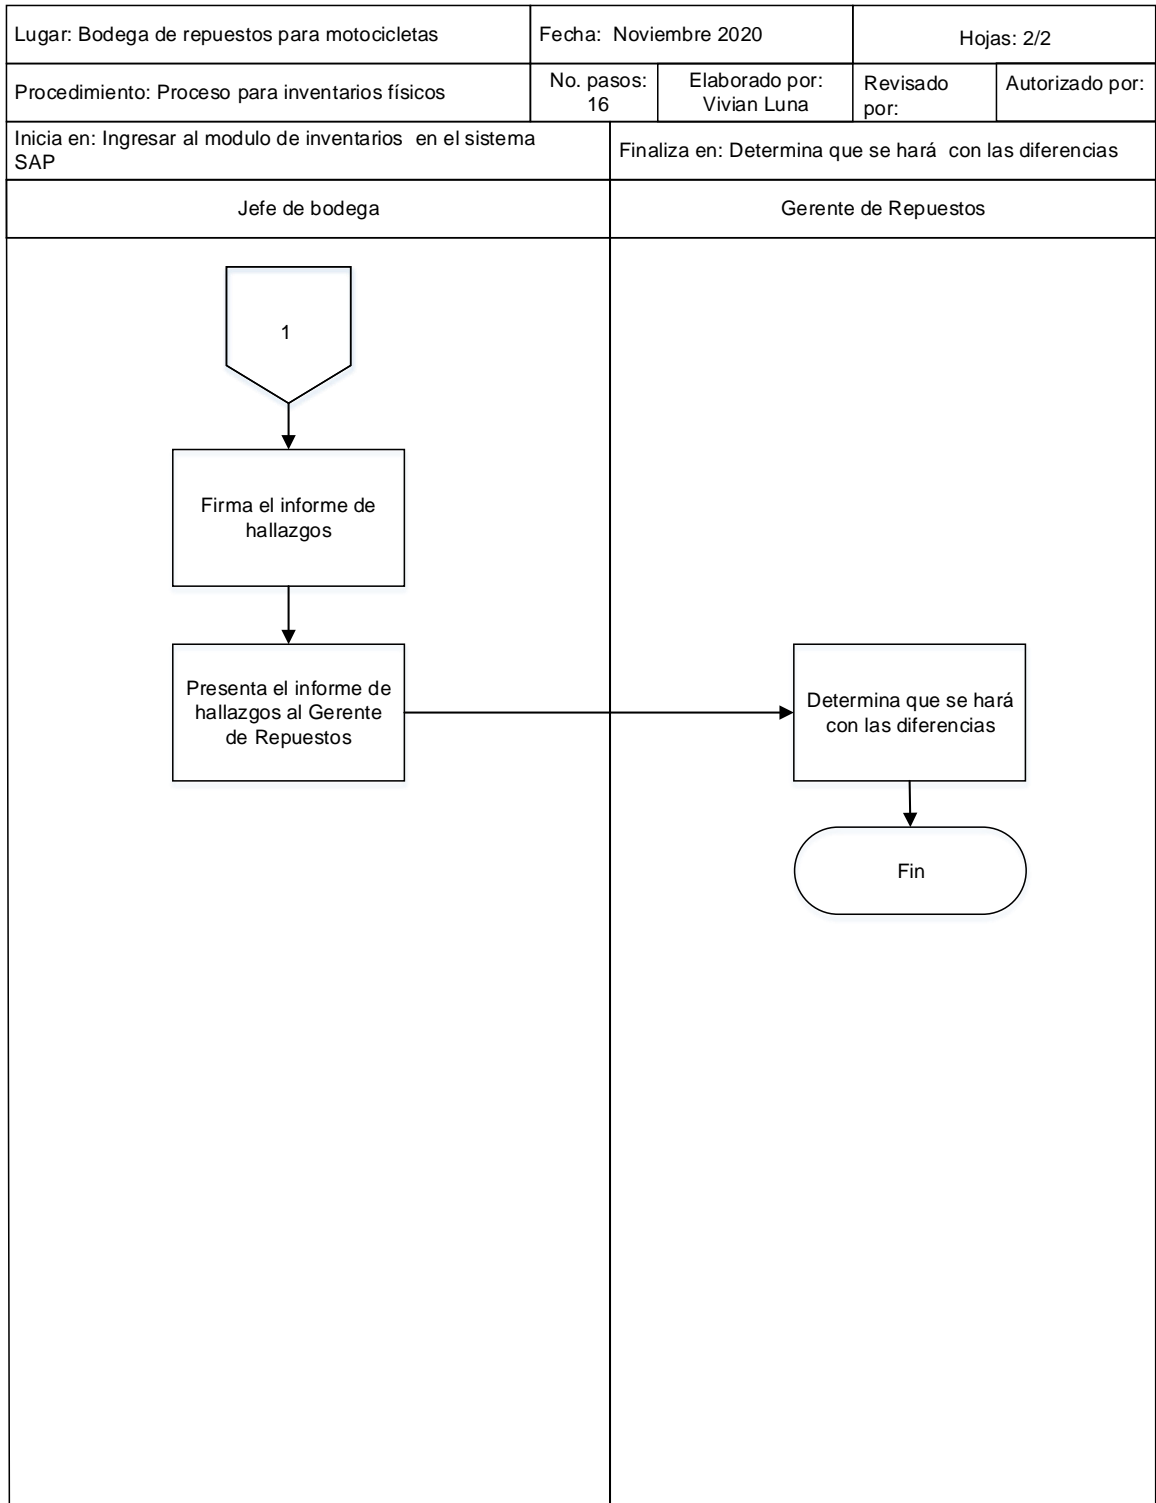 Lugar: Bodega de repuestos para motocicletas
Fecha: Noviembre 2020
Hojas: 2/2
Procedimiento: Proceso para inventarios físicos
No. pasos:
16
Elaborado por:
Vivian Luna
Revisado
por:
Autorizado por:
Inicia en: Ingresar al modulo de inventarios en el sistema
SAP
Finaliza en: Determina que se hará con las diferencias
Jefe de bodega
Gerente de Repuestos
1
Firma el informe de
hallazgos
Presenta el informe de
hallazgos al Gerente
de Repuestos
Determina que se hará
con las diferencias
Fin